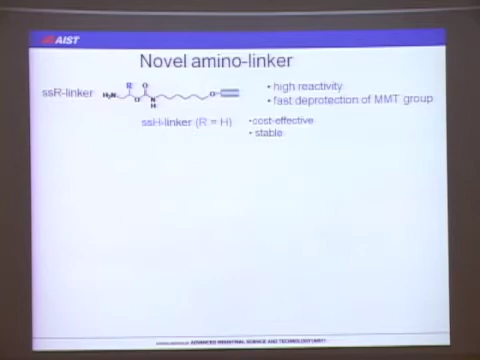 AIST
Novel amino-linker
ssR-linker
H₂N
R
O
O
N
H
O
• high reactivity
• fast deprotection of MMT group
ssH-linker (R = H)
•cost-effective
• stable
ADVANCED INDUSTRIAL SCIENCE AND TECHNOLOGY (AIST)